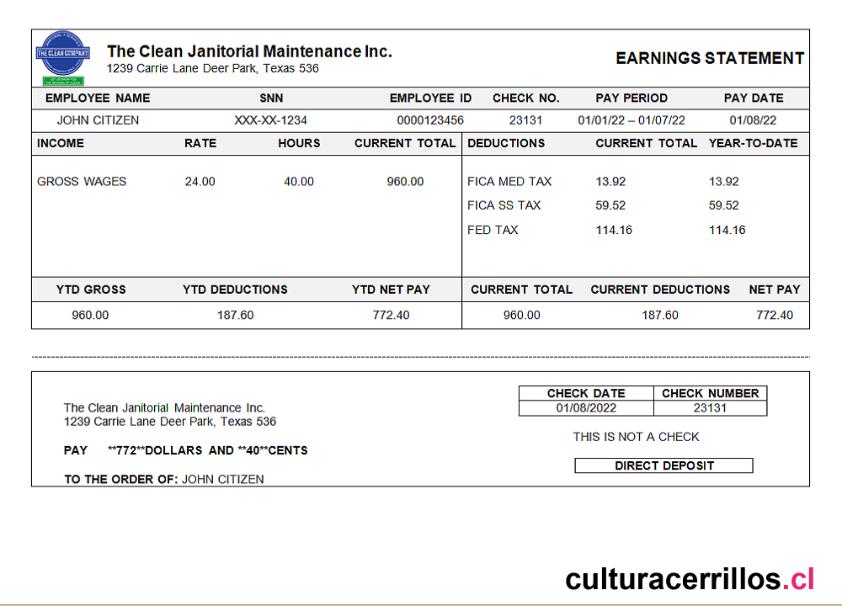 THE CLEAN COMPANY
The Clean Janitorial Maintenance Inc.
1239 Carrie Lane Deer Park, Texas 536
EARNINGS STATEMENT
EMPLOYEE NAME SNN EMPLOYEE ID CHECK NO. PAY PERIOD PAY DATE
JOHN CITIZEN XXX-XX-1234 0000123456 23131 01/01/22 – 01/07/22 01/08/22
INCOME RATE HOURS CURRENT TOTAL DEDUCTIONS CURRENT TOTAL YEAR-TO-DATE
GROSS WAGES 24.00 40.00 960.00 FICA MED TAX 13.92 13.92
FICA SS TAX 59.52 59.52
FED TAX 114.16 114.16
YTD GROSS YTD DEDUCTIONS YTD NET PAY CURRENT TOTAL CURRENT DEDUCTIONS NET PAY
960.00 187.60 772.40 960.00 187.60 772.40
The Clean Janitorial Maintenance Inc.
1239 Carrie Lane Deer Park, Texas 536
PAY **772**DOLLARS AND **40**CENTS
TO THE ORDER OF: JOHN CITIZEN
CHECK DATE CHECK NUMBER
01/08/2022 23131
THIS IS NOT A CHECK
DIRECT DEPOSIT
culturacerrillos.cl